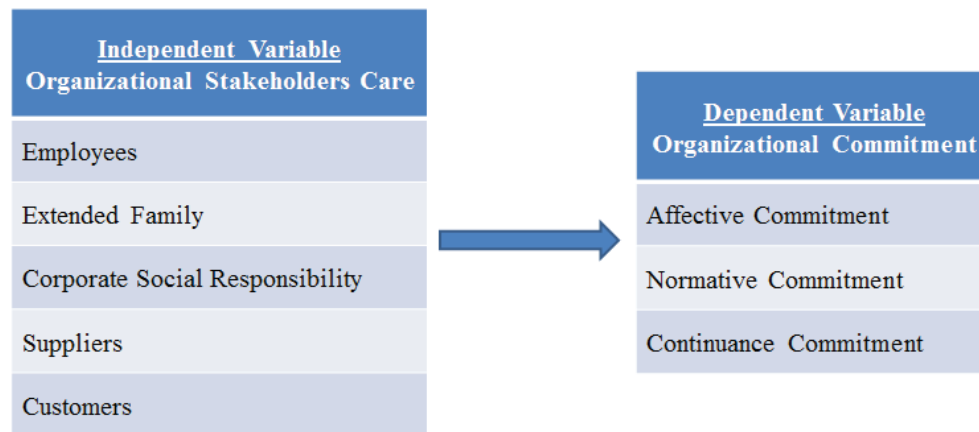 Independent Variable
Organizational Stakeholders Care
Employees
Extended Family
Corporate Social Responsibility
Suppliers
Customers
Dependent Variable
Organizational Commitment
Affective Commitment
Normative Commitment
Continuance Commitment